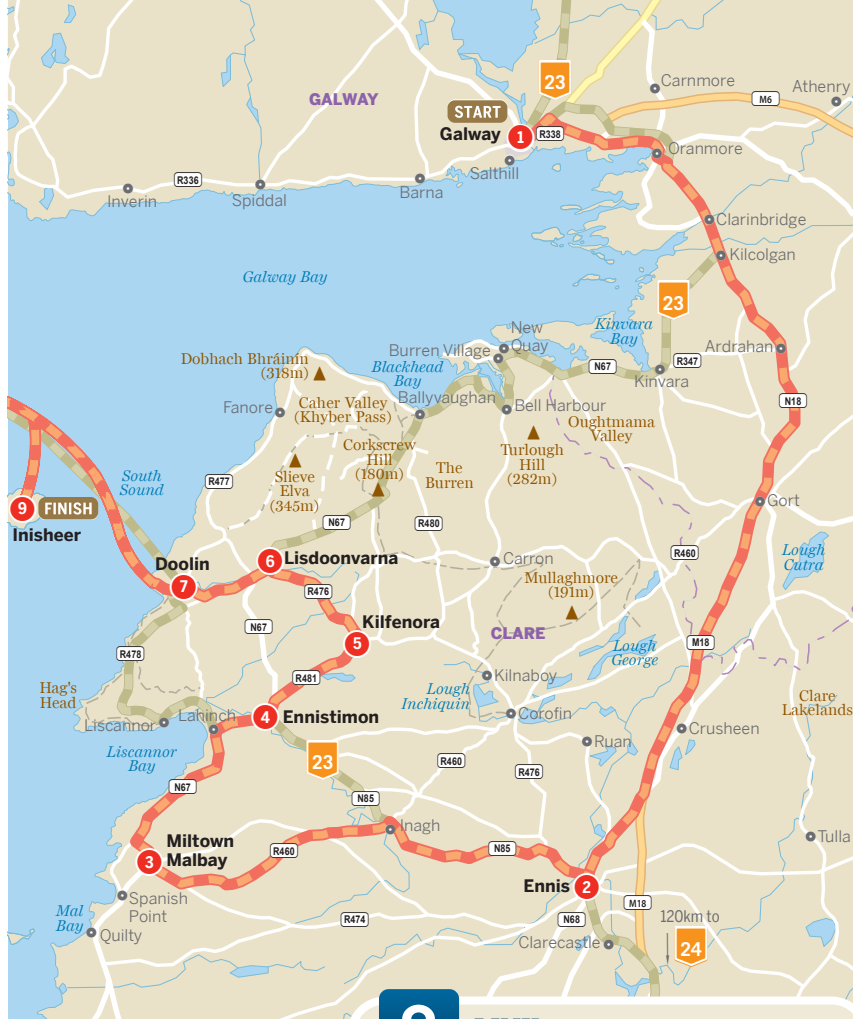 23
Carnmore
Athenry
M6
GALWAY
START
Galway
1
R338
Oranmore
Salthill
Barna
R336
Inverin
Spiddal
Clarinbridge
Kilcolgan
Galway Bay
23
Kinvara
Bay
New
Quay
Burren Village
Blackhead
Bay
Dobhach Bhráinín
(318m)
N67
R347
Kinvara
Ardrahan
N18
Fanore
Caher Valley
(Khyber Pass)
Ballyvaughan
Bell Harbour
Oughtmama
Valley
Corkscrew
Hill
(180m)
Slieve
Elva
(345m)
The
Burren
Turlough
Hill
(282m)
South
Sound
R477
9
FINISH
Inisheer
N67
R480
Gort
R460
Lough
Cutra
Doolin
7
6
Lisdoonvarna
Carron
Mullaghmore
(191m)
R476
Kilfenora
5
N67
CLARE
M18
R478
Lough
George
R481
Kilnaboy
Hag's
Head
Lough
Inchiquin
Clare
Lakelands
Liscannor
Lahinch
4
Ennistimon
Corofin
Crusheen
Liscannor
Bay
23
Ruan
R460
R476
N67
N85
Inagh
Miltown
Malbay
3
R460
N85
Tulla
Ennis
2
Spanish
Point
M18
Mal
Bay
Quilty
R474
N68
120km to
24
Clarecastle